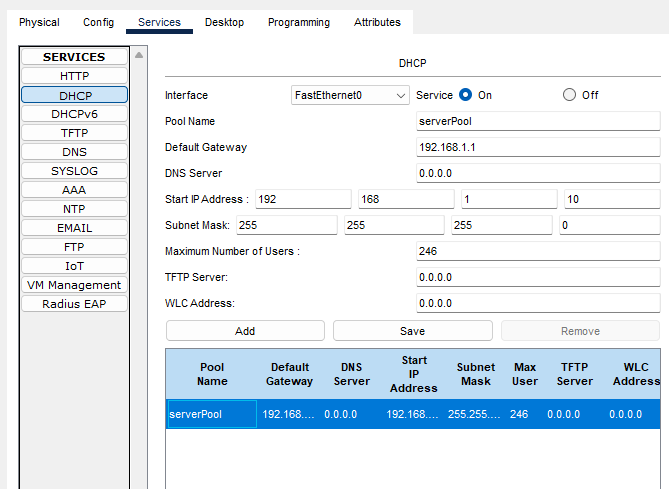 Physical Config Services Desktop Programming Attributes
SERVICES
HTTP
DHCP
DHCPv6
TFTP
DNS
SYSLOG
AAA
NTP
EMAIL
FTP
IoT
VM Management
Radius EAP
DHCP
Interface FastEthernet0 Service On Off
Pool Name serverPool
Default Gateway 192.168.1.1
DNS Server 0.0.0.0
Start IP Address : 192 168 1 10
Subnet Mask: 255 255 255 0
Maximum Number of Users : 246
TFTP Server: 0.0.0.0
WLC Address: 0.0.0.0
Add Save Remove
Pool Name Default Gateway DNS Server Start IP Address Subnet Mask Max User TFTP Server WLC Address
serverPool 192.168.... 0.0.0.0 192.168.... 255.255.... 246 0.0.0.0 0.0.0.0